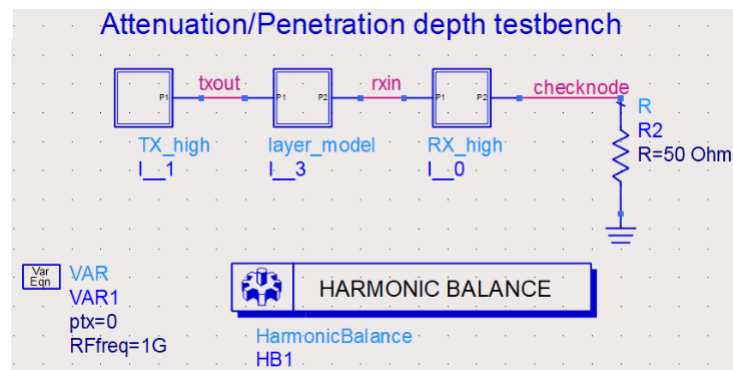 Attenuation/Penetration depth testbench
txout
rxin
checknode
P1
P1
P2
P1
P2
TX_high
I__1
layer_model
I__3
RX_high
I__0
R
R2
R=50 Ohm
Var
Eqn
VAR
VAR1
ptx=0
RFfreq=1G
HARMONIC BALANCE
HarmonicBalance
HB1